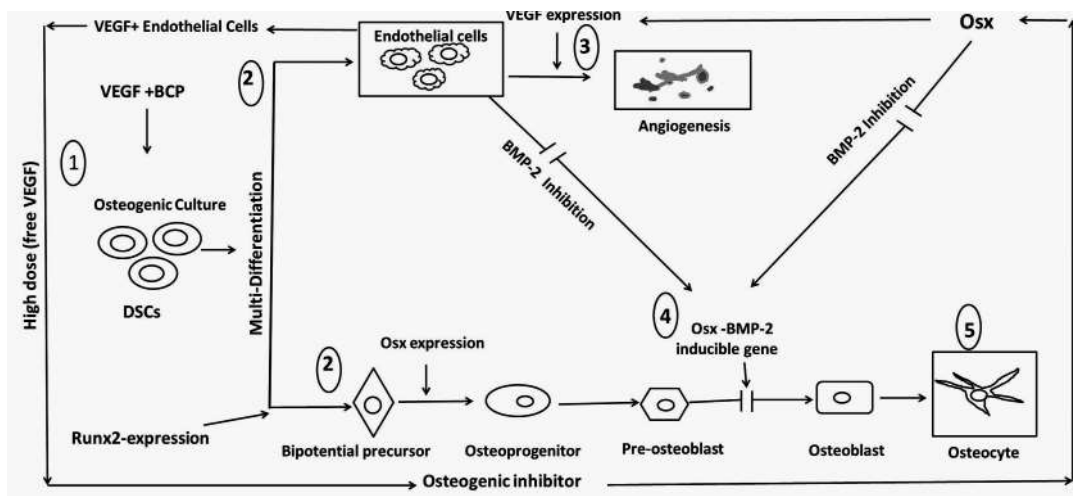 VEGF expression
VEGF+ Endothelial Cells
Endothelial cells
Osx
2
3
VEGF +BCP
Angiogenesis
1
BMP-2 Inhibition
BMP-2 Inhibition
High dose (free VEGF)
Multi-Differentiation
Osteogenic Culture
DSCs
4
Osx -BMP-2
inducible gene
5
Osx expression
2
Runx2-expression
Bipotential precursor
Osteoprogenitor
Pre-osteoblast
Osteoblast
Osteocyte
Osteogenic inhibitor